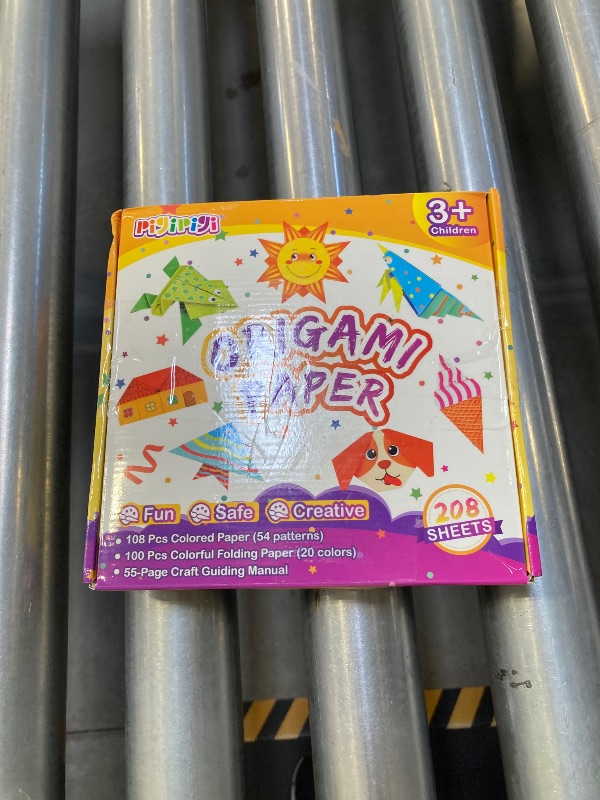 PiyiPiyi
3+
Children
ORIGAMI
PAPER
Fun
Safe
Creative
208
SHEETS
• 108 Pcs Colored Paper (54 patterns)
• 100 Pcs Colorful Folding Paper (20 colors)
• 55-Page Craft Guiding Manual